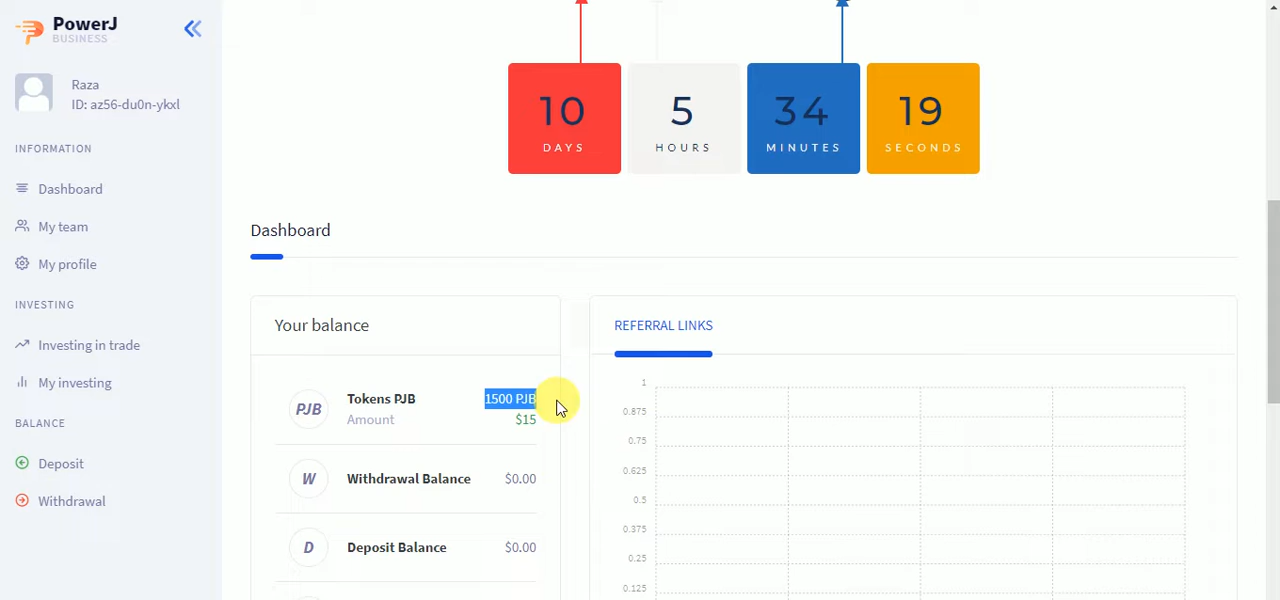 PowerJ
BUSINESS
Raza
ID: az56-du0n-ykxl
INFORMATION
Dashboard
My team
My profile
INVESTING
Investing in trade
My investing
BALANCE
Deposit
Withdrawal
10
DAYS
5
HOURS
34
MINUTES
19
SECONDS
Dashboard
Your balance
PJB
Tokens PJB
1500 PJB
Amount
$15
W
Withdrawal Balance
$0.00
D
Deposit Balance
$0.00
REFERRAL LINKS
1
0.875
0.75
0.625
0.5
0.375
0.25
0.125